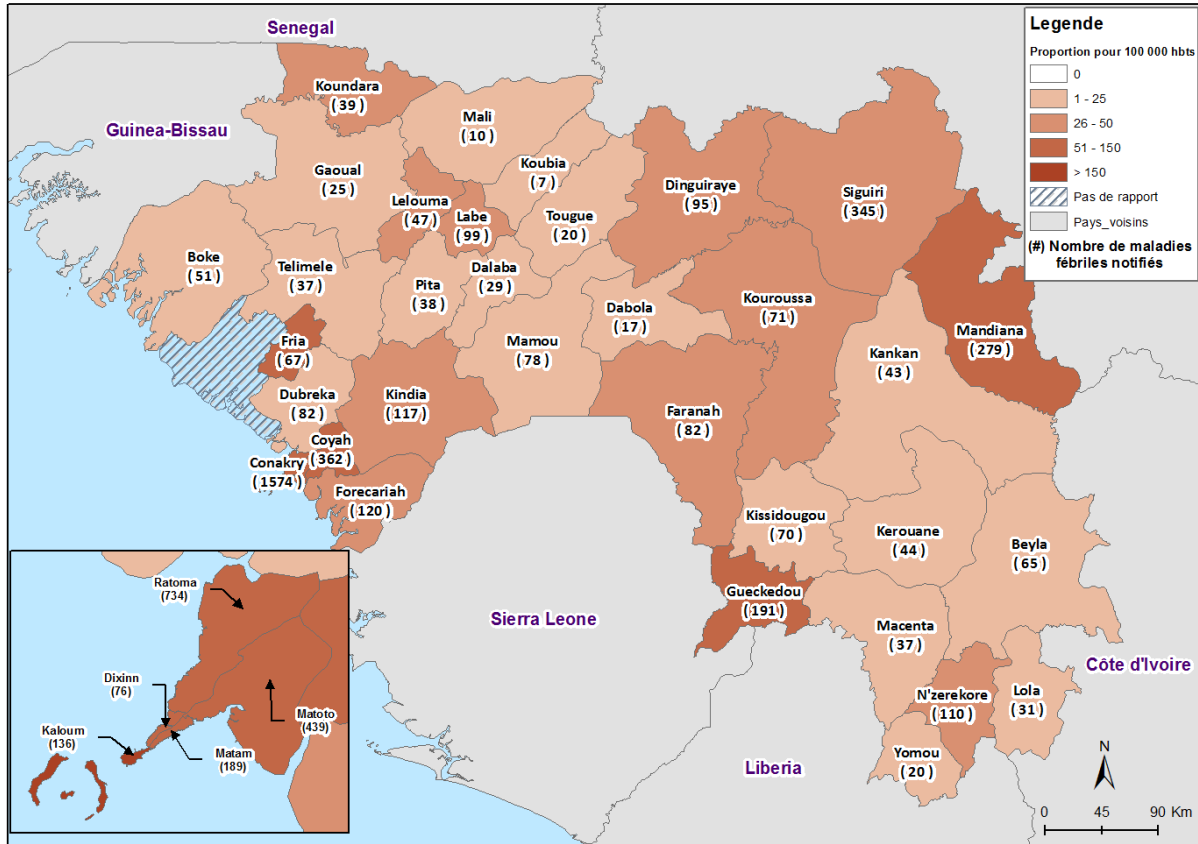 Senegal
Guinea-Bissau
Koundara
( 39 )
Mali
( 10 )
Koubia
( 7 )
Gaoual
( 25 )
Lelouma
( 47 )
Labe
( 99 )
Tougue
( 20 )
Dinguiraye
( 95 )
Siguiri
( 345 )
Boke
( 51 )
Telimele
( 37 )
Pita
( 38 )
Dalaba
( 29 )
Dabola
( 17 )
Kouroussa
( 71 )
Mandiana
( 279 )
Fria
( 67 )
Mamou
( 78 )
Kankan
( 43 )
Dubreka
( 82 )
Kindia
( 117 )
Faranah
( 82 )
Coyah
( 362 )
Conakry
( 1574 )
Forecariah
( 120 )
Kissidougou
( 70 )
Kerouane
( 44 )
Beyla
( 65 )
Gueckedou
( 191 )
Sierra Leone
Macenta
( 37 )
Côte d'Ivoire
N'zerekore
( 110 )
Lola
( 31 )
Yomou
( 20 )
Liberia
Legende
Proportion pour 100 000 hbts
0
1 - 25
26 - 50
51 - 150
> 150
Pas de rapport
Pays_voisins
(#) Nombre de maladies
fébriles notifiés
Ratoma
(734)
Dixinn
(76)
Kaloum
(136)
Matam
(189)
Matoto
(439)
N
0 45 90 Km